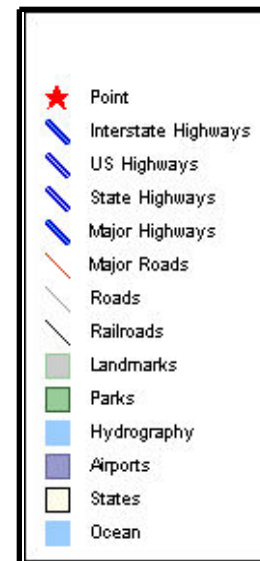 Point
Interstate Highways
US Highways
State Highways
Major Highways
Major Roads
Roads
Railroads
Landmarks
Parks
Hydrography
Airports
States
Ocean